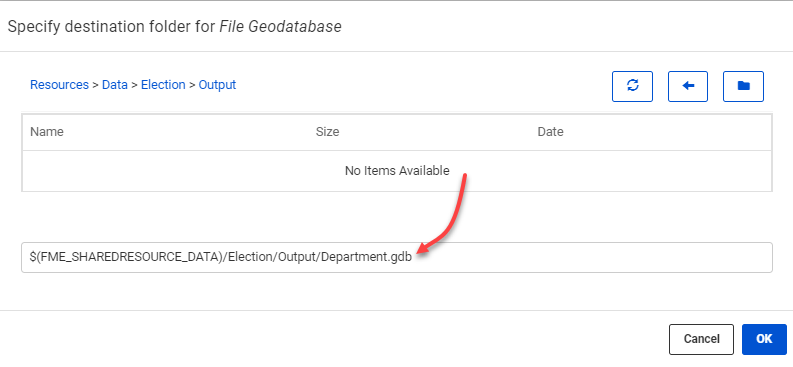 Specify destination folder for File Geodatabase
Resources > Data > Election > Output
Name Size Date
No Items Available
$(FME_SHAREDRESOURCE_DATA)/Election/Output/Department.gdb
Cancel OK